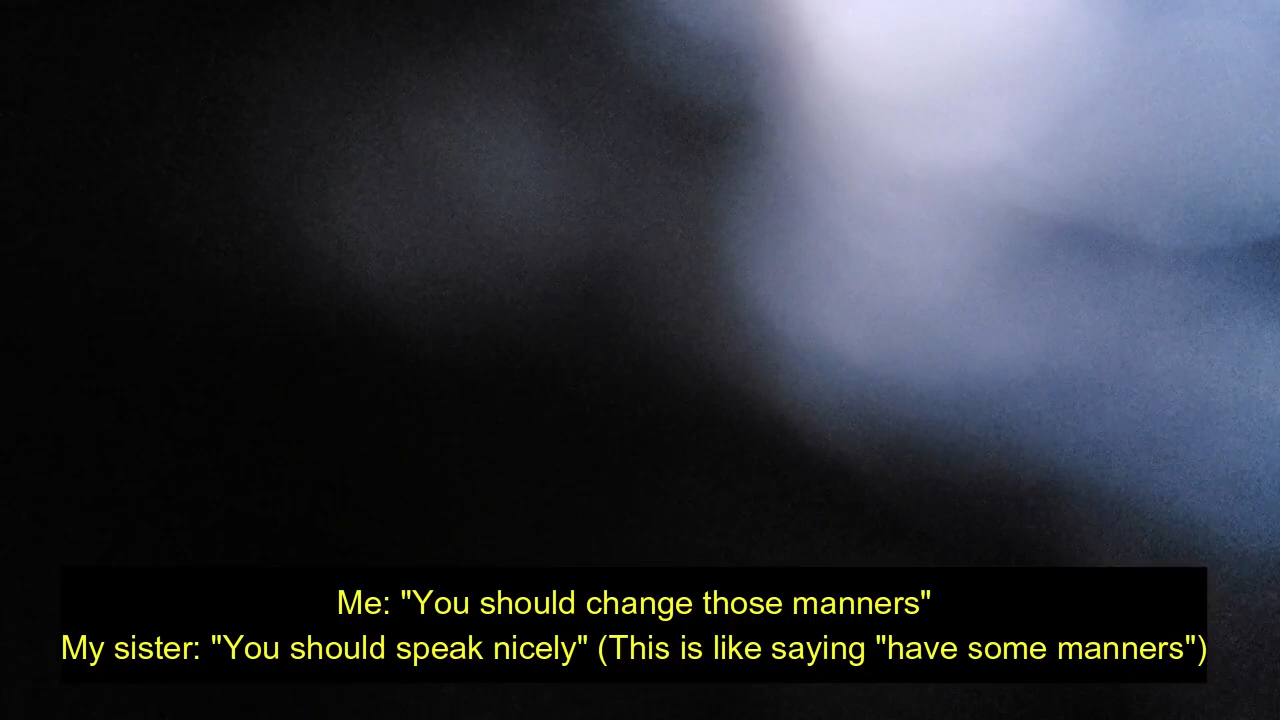 Me: "You should change those manners"
My sister: "You should speak nicely" (This is like saying "have some manners")